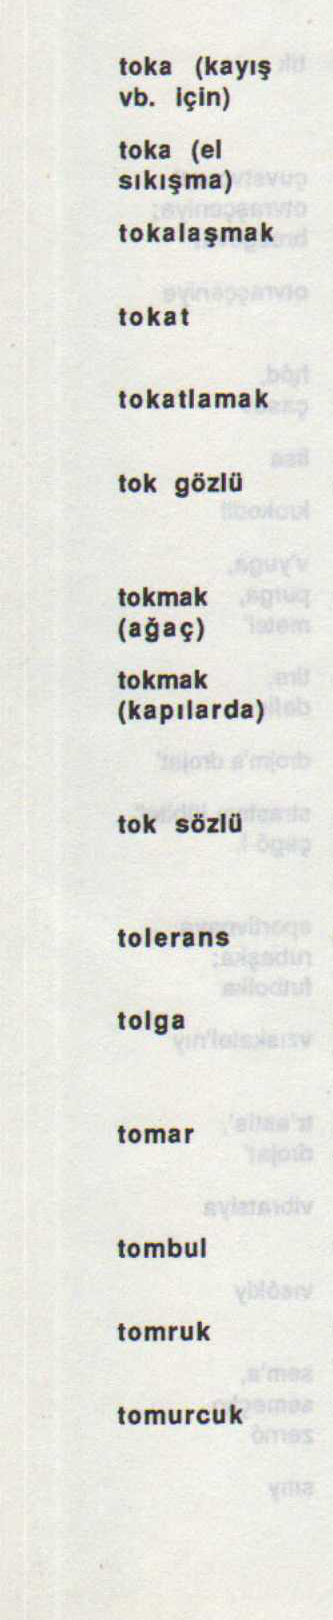 toka (kayış
vb. için)
toka (el
sıkışma)
tokalaşmak
tokat
tokatlamak
tok gözlü
tokmak
(ağaç)
tokmak
(kapılarda)
tok sözlü
tolerans
tolga
tomar
tombul
tomruk
tomurcuk